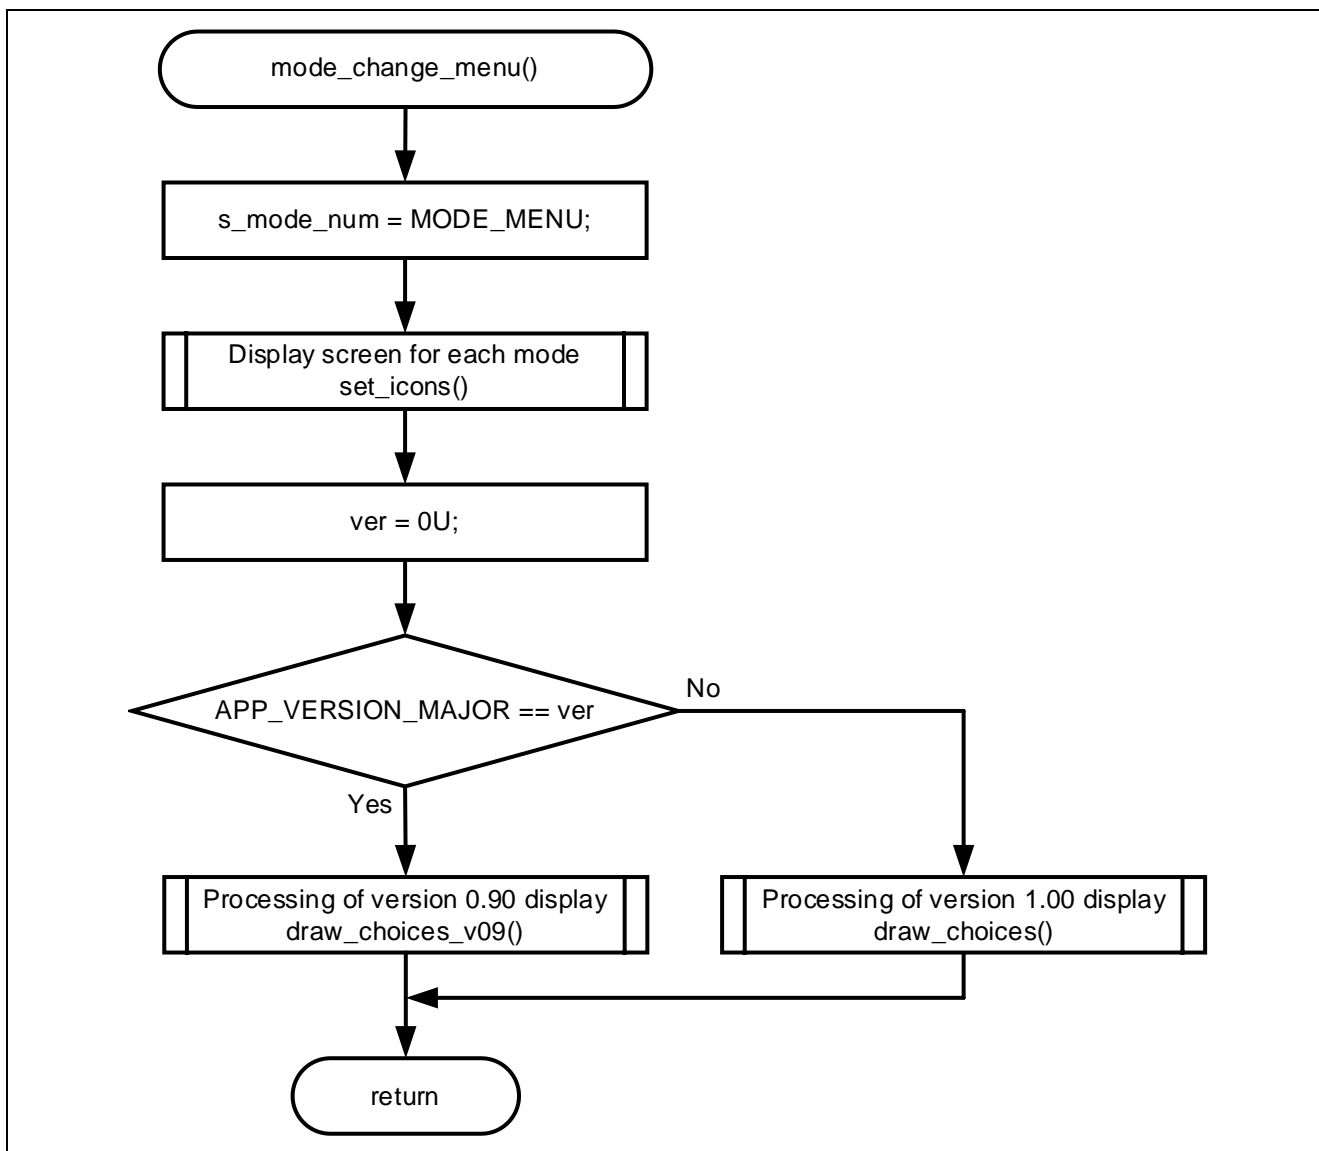 mode_change_menu()
s_mode_num = MODE_MENU;
Display screen for each mode
set_icons()
ver = 0U;
APP_VERSION_MAJOR == ver
No
Yes
Processing of version 0.90 display
draw_choices_v09()
Processing of version 1.00 display
draw_choices()
return